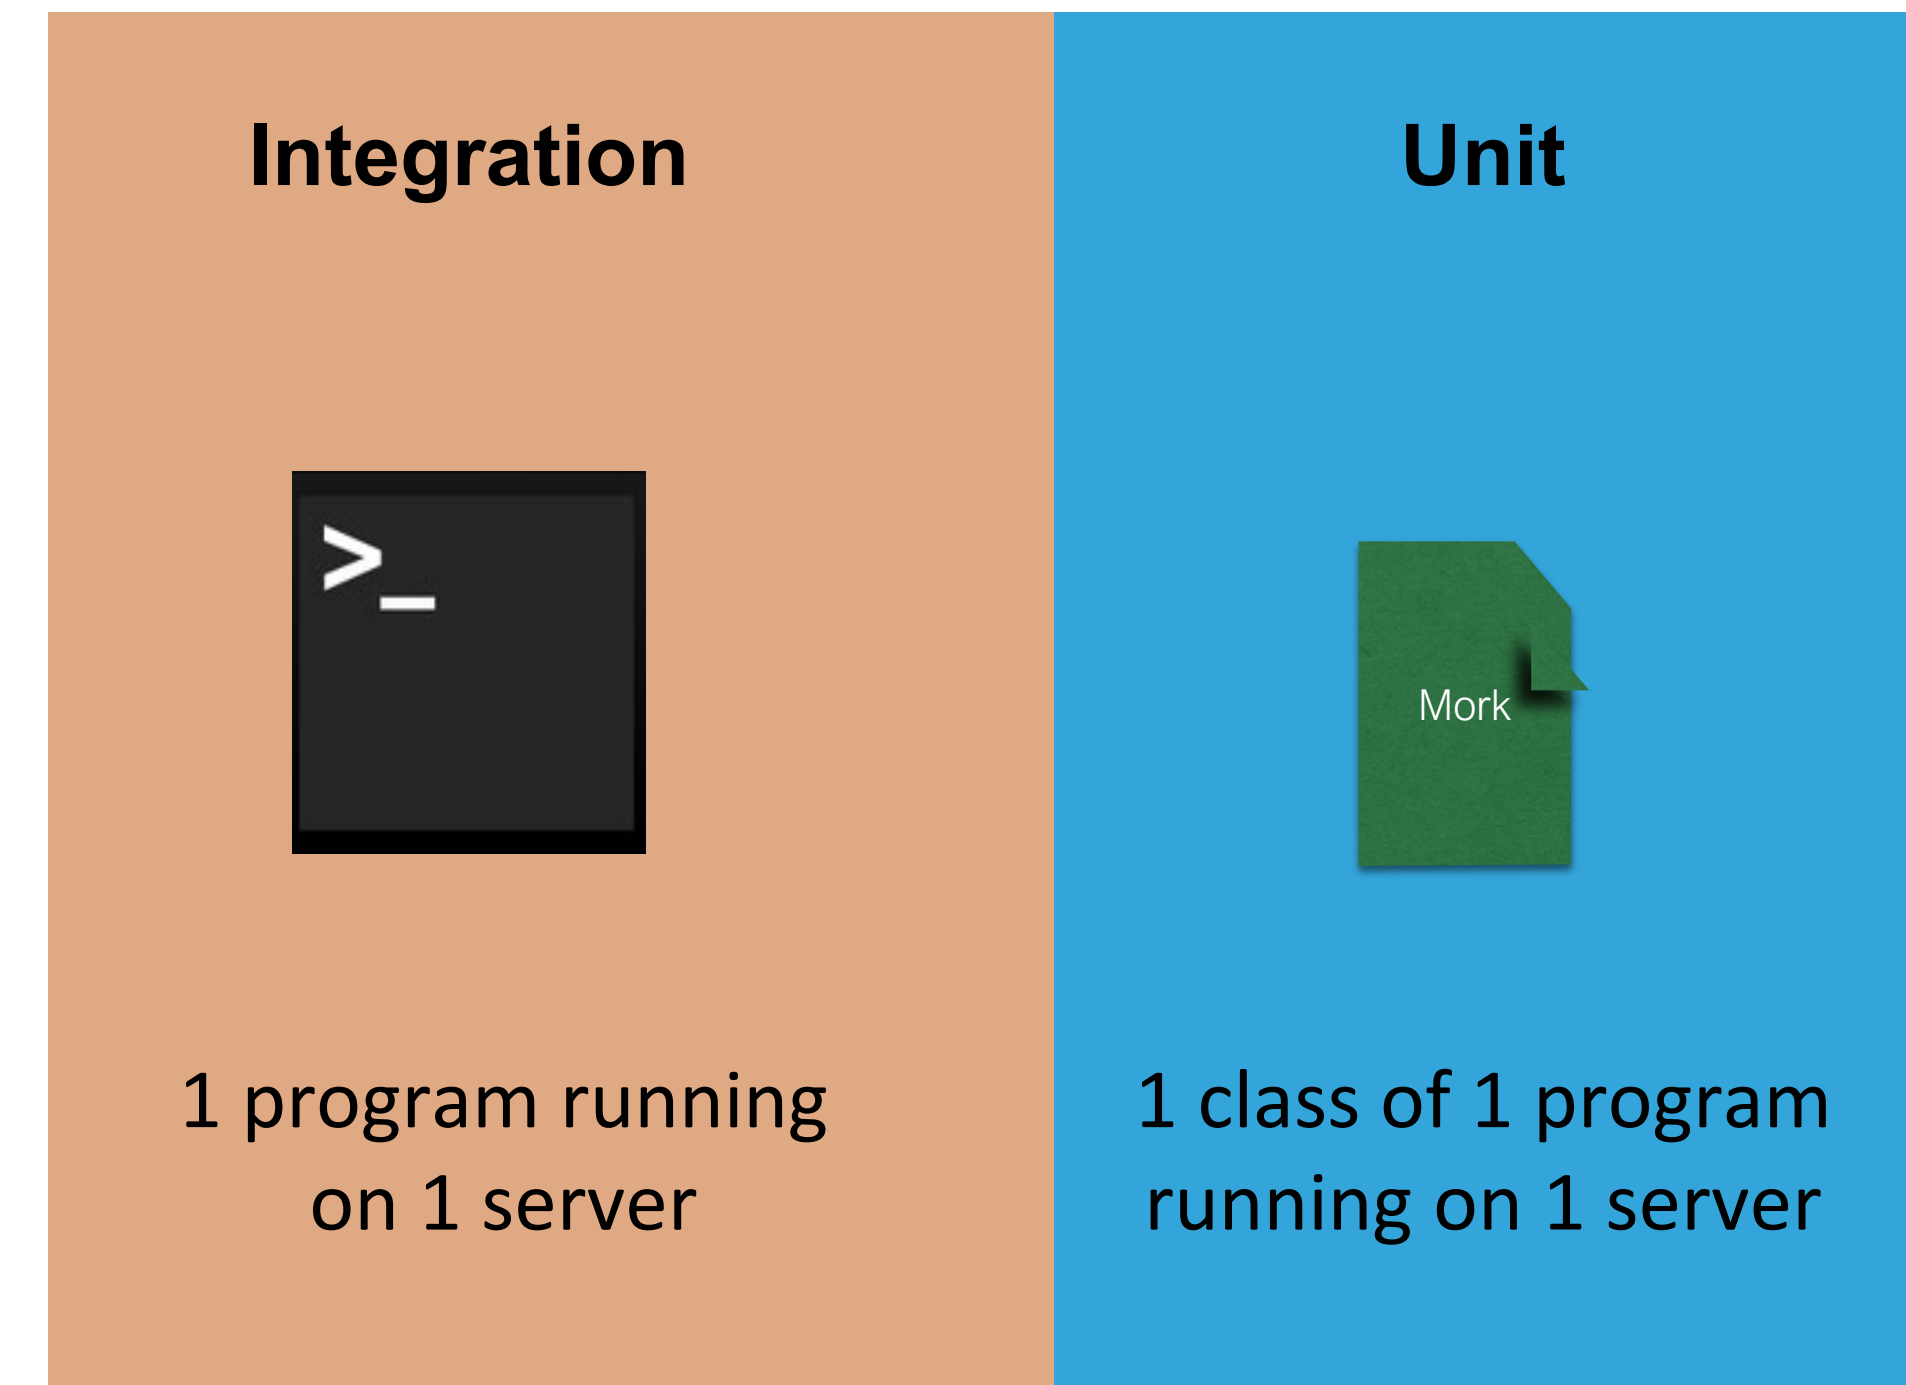 Integration
>_
1 program running
on 1 server
Unit
Mork
1 class of 1 program
running on 1 server